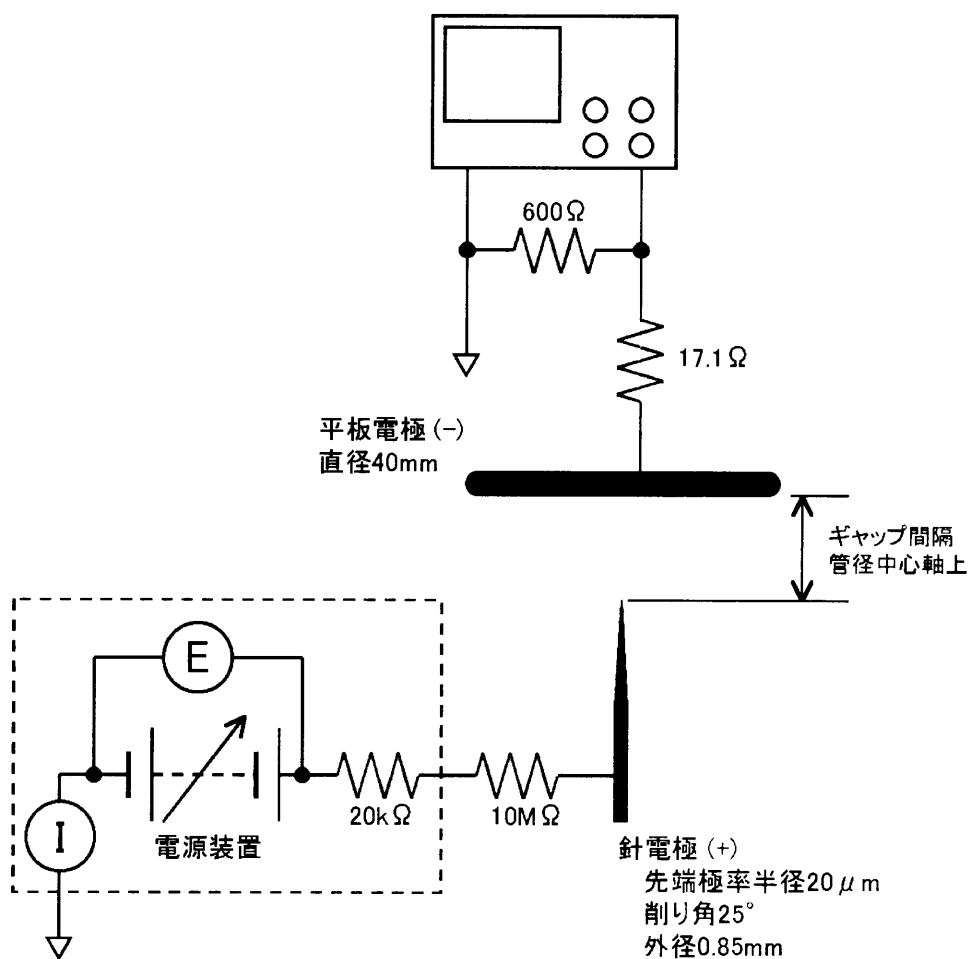 600Ω
17.1Ω
平板電極 (-)
直径40mm
ギャップ間隔
管径中心軸上
E
I
電源装置
20kΩ
10MΩ
針電極 (+)
先端極率半径20μm
削り角25°
外径0.85mm